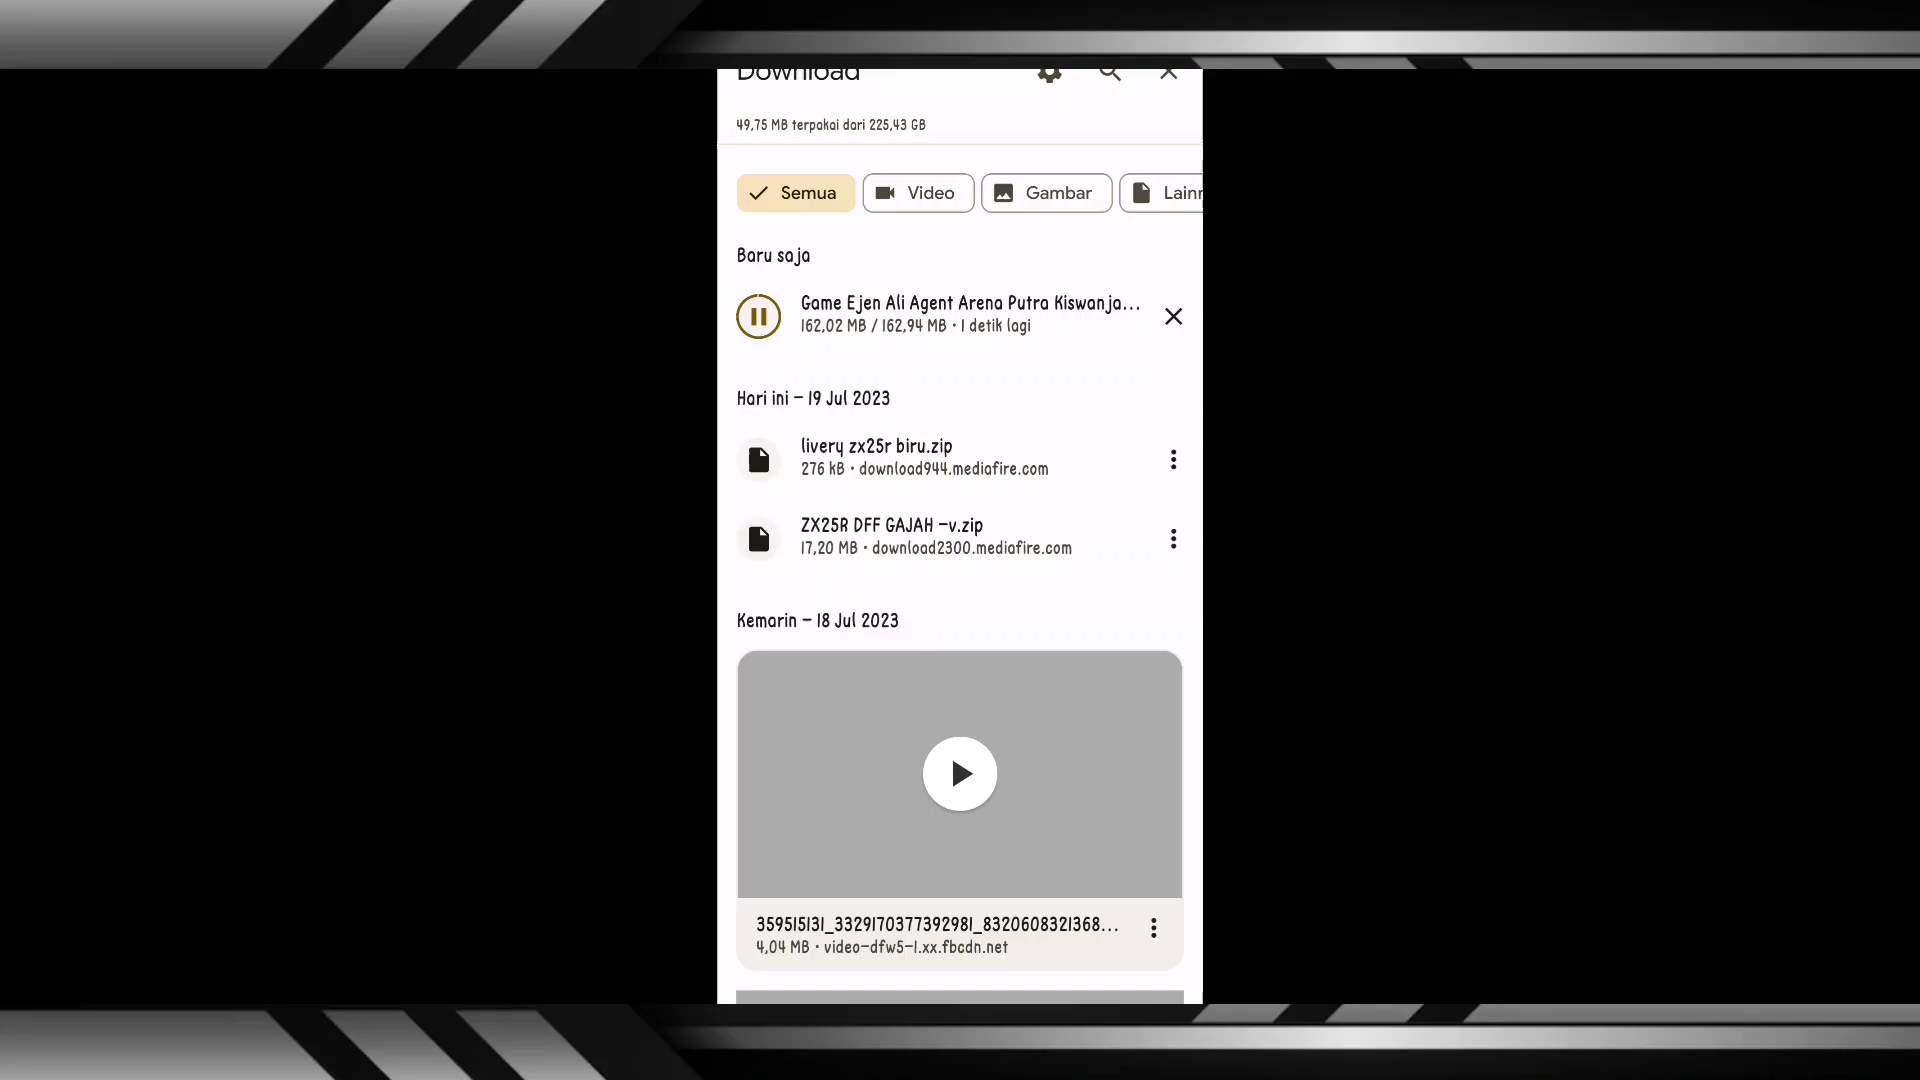 Download
49,75 MB terpakai dari 225,43 GB
Semua
Video
Gambar
Lainn
Baru saja
Game Ejen Ali Agent Arena Putra Kiswanja...
162,02 MB / 162,94 MB • 1 detik lagi
Hari ini – 19 Jul 2023
livery zx25r biru.zip
276 kB • download944.mediafire.com
ZX25R DFF GAJAH -v.zip
17,20 MB • download2300.mediafire.com
Kemarin – 18 Jul 2023
359515131_3329170377392981_8320608321368...
4,04 MB • video-dfw5-1.xx.fbcdn.net